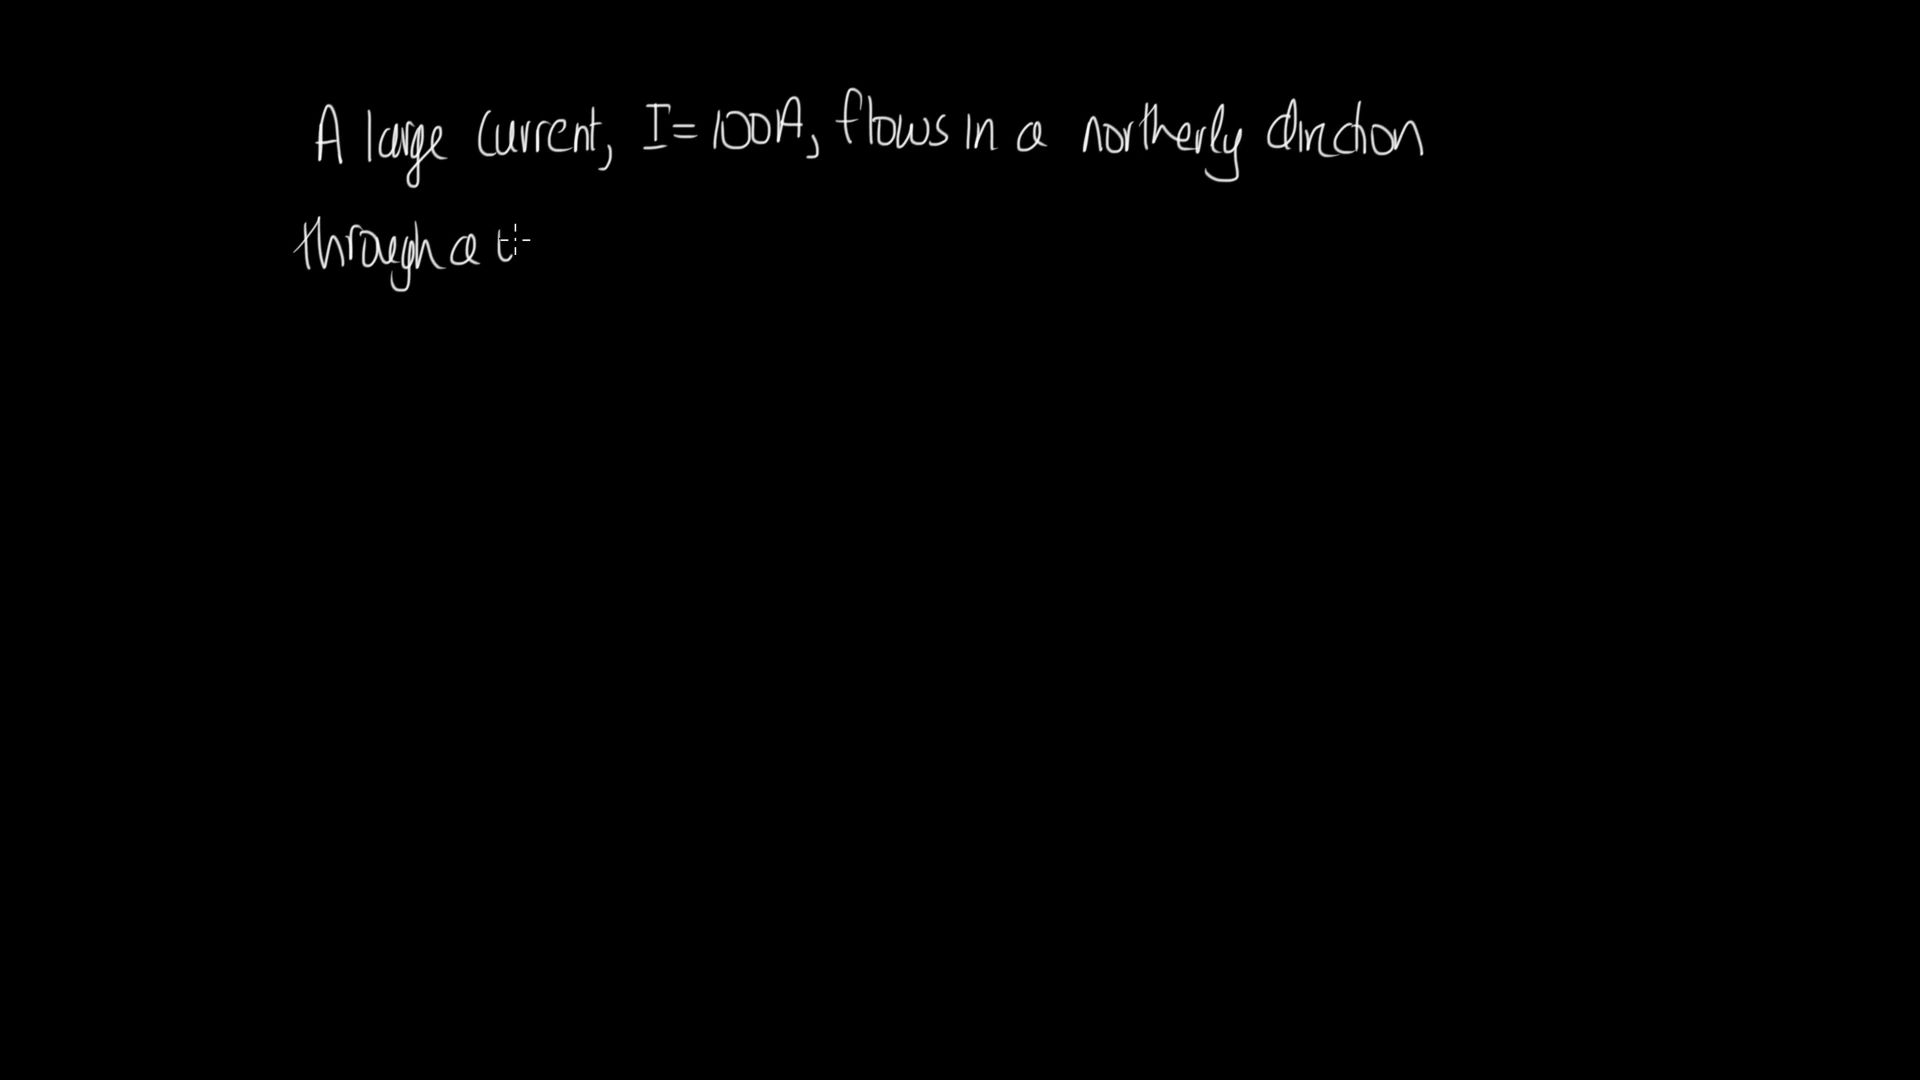 A large current, I = 100A, flows in a northerly direction
through a t